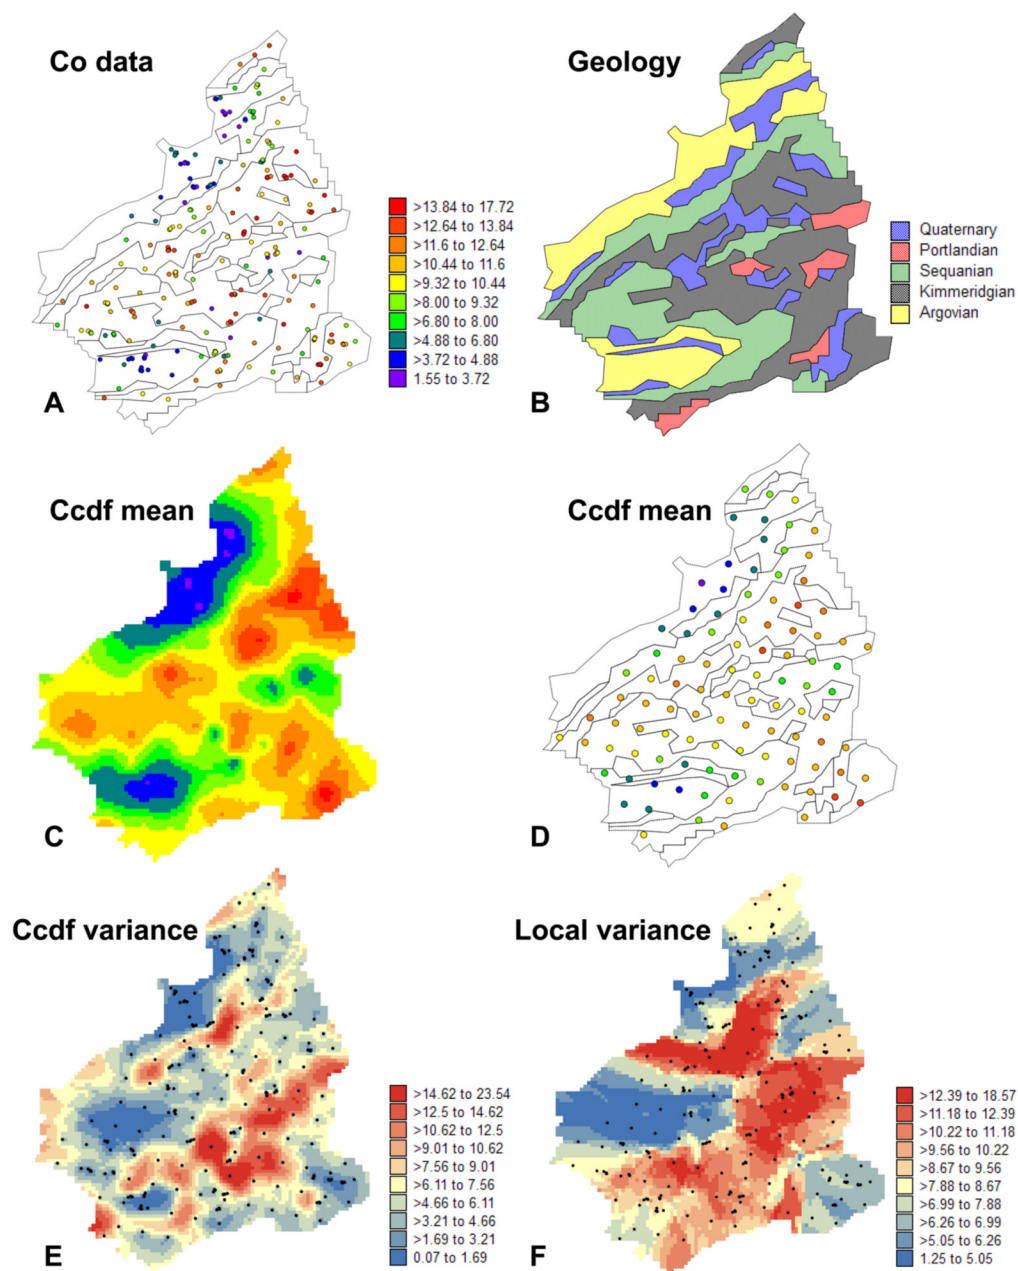 Co data
>13.84 to 17.72
>12.64 to 13.84
>11.6 to 12.64
>10.44 to 11.6
>9.32 to 10.44
>8.00 to 9.32
>6.80 to 8.00
>4.88 to 6.80
>3.72 to 4.88
1.55 to 3.72
A
Geology
Quaternary
Portlandian
Sequanian
Kimmeridgian
Argovian
B
Ccdf mean
C
Ccdf mean
D
Ccdf variance
>14.62 to 23.54
>12.5 to 14.62
>10.62 to 12.5
>9.01 to 10.62
>7.56 to 9.01
>6.11 to 7.56
>4.66 to 6.11
>3.21 to 4.66
>1.69 to 3.21
0.07 to 1.69
E
Local variance
>12.39 to 18.57
>11.18 to 12.39
>10.22 to 11.18
>9.56 to 10.22
>8.67 to 9.56
>7.88 to 8.67
>6.99 to 7.88
>6.26 to 6.99
>5.05 to 6.26
1.25 to 5.05
F